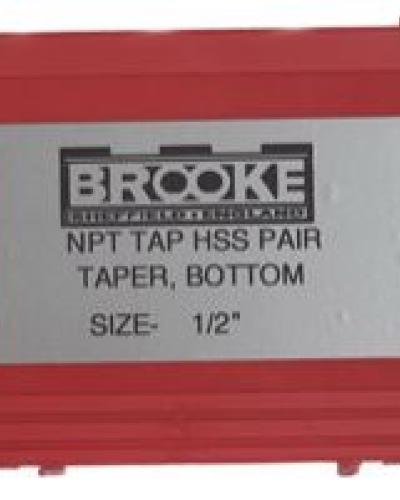 BROOKE
SHEFFIELD • ENGLAND
NPT TAP HSS PAIR
TAPER, BOTTOM
SIZE- 1/2"